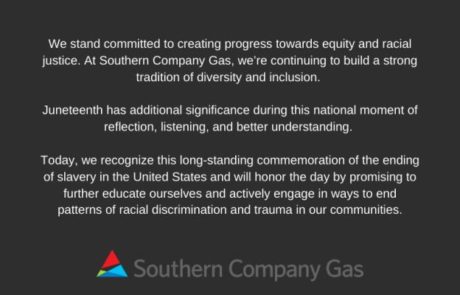 We stand committed to creating progress towards equity and racial
justice. At Southern Company Gas, we're continuing to build a strong
tradition of diversity and inclusion.
Juneteenth has additional significance during this national moment of
reflection, listening, and better understanding.
Today, we recognize this long-standing commemoration of the ending
of slavery in the United States and will honor the day by promising to
further educate ourselves and actively engage in ways to end
patterns of racial discrimination and trauma in our communities.
Southern Company Gas